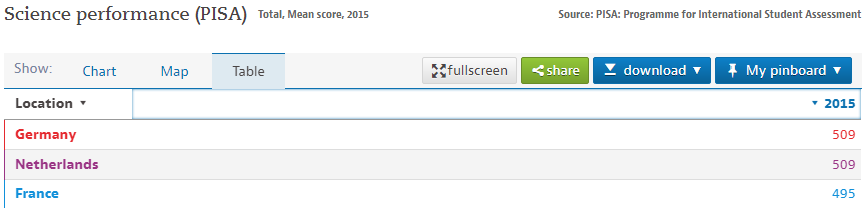 Science performance (PISA) Total, Mean score, 2015 Source: PISA: Programme for International Student Assessment
Show: Chart Map Table fullscreen share download My pinboard
Location 2015
Germany 509
Netherlands 509
France 495